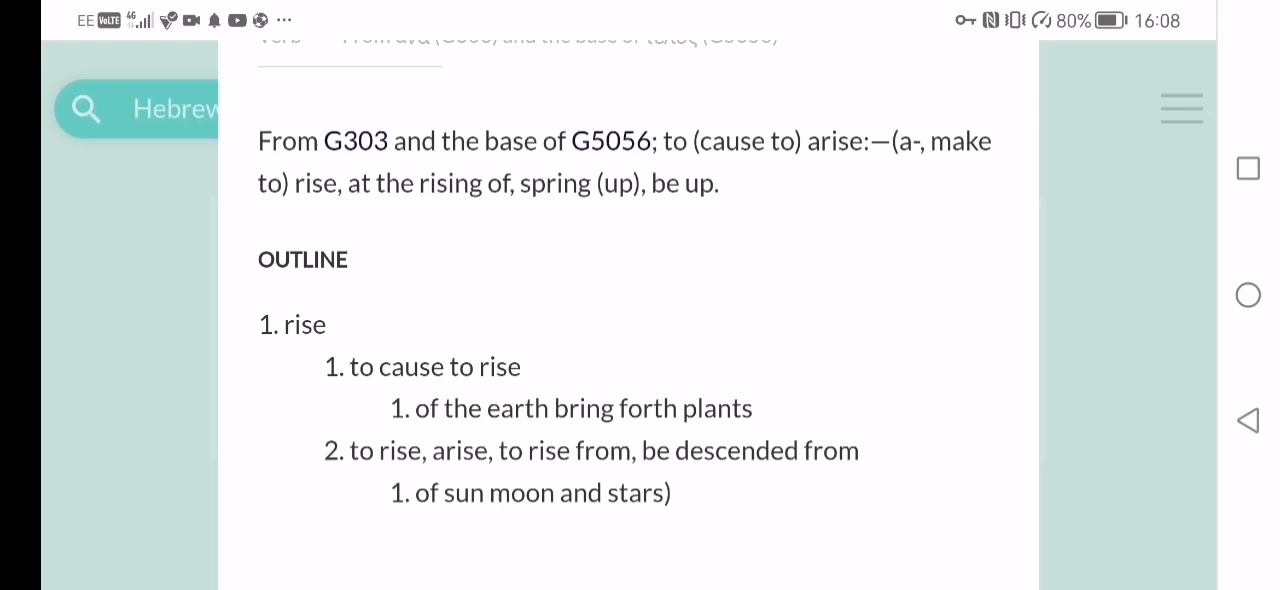 EE VoLTE 4G 80% 16:08
Hebrew
From G303 and the base of G5056; to (cause to) arise:—(a-, make
to) rise, at the rising of, spring (up), be up.
OUTLINE
1. rise
1. to cause to rise
1. of the earth bring forth plants
2. to rise, arise, to rise from, be descended from
1. of sun moon and stars)